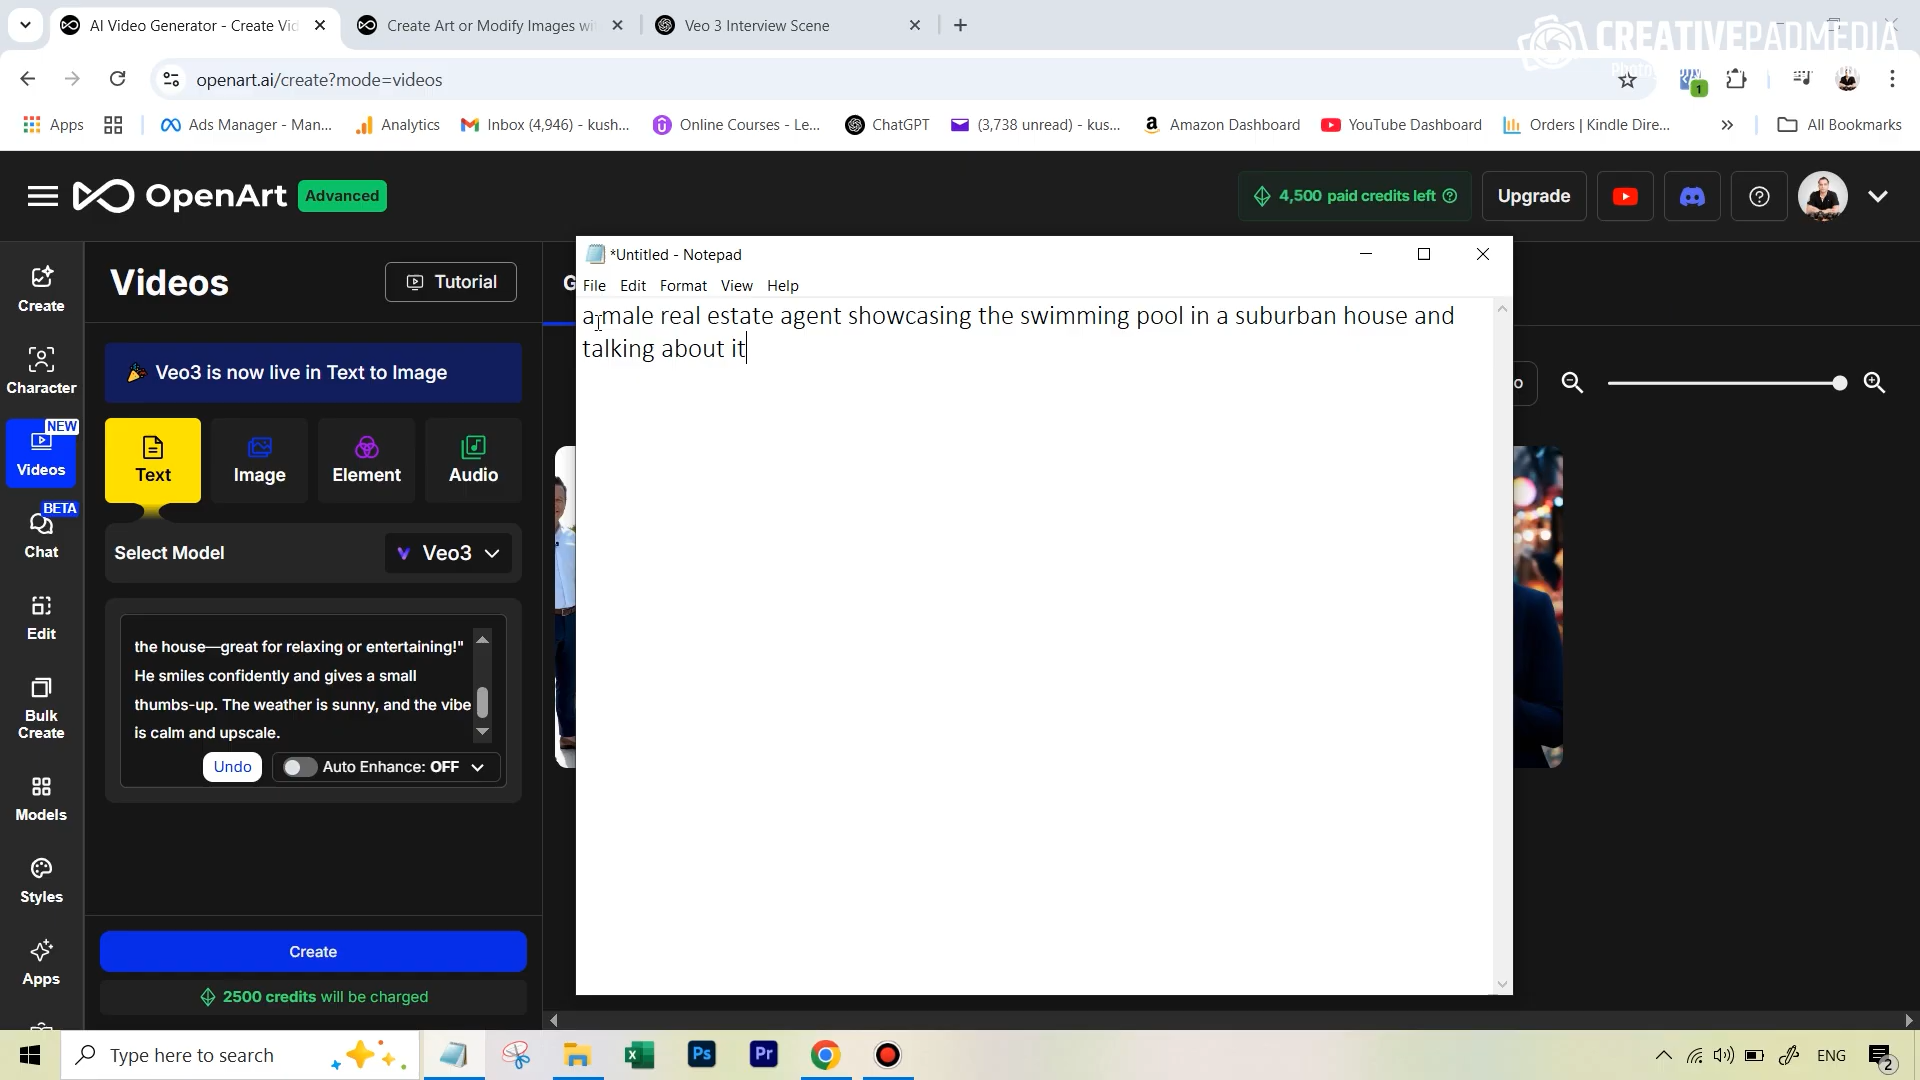 AI Video Generator - Create Vid
Create Art or Modify Images wit
Veo 3 Interview Scene
CREATIVEPADMEDIA
openart.ai/create?mode=videos
1
Apps
Ads Manager - Man...
Analytics
Inbox (4,946) - kush...
Online Courses - Le...
ChatGPT
(3,738 unread) - kus...
Amazon Dashboard
YouTube Dashboard
Orders | Kindle Dire...
All Bookmarks
OpenArt
Advanced
4,500 paid credits left
Upgrade
Create
Character
NEW
Videos
BETA
Chat
Edit
Bulk
Create
Models
Styles
Apps
Videos
Tutorial
Veo3 is now live in Text to Image
Text
Image
Element
Audio
Select Model
Veo3
the house—great for relaxing or entertaining!"
He smiles confidently and gives a small
thumbs-up. The weather is sunny, and the vibe
is calm and upscale.
Undo
Auto Enhance: OFF
Create
2500 credits will be charged
*Untitled - Notepad
File Edit Format View Help
a male real estate agent showcasing the swimming pool in a suburban house and
talking about it
Type here to search
Ps
Pr
ENG
2